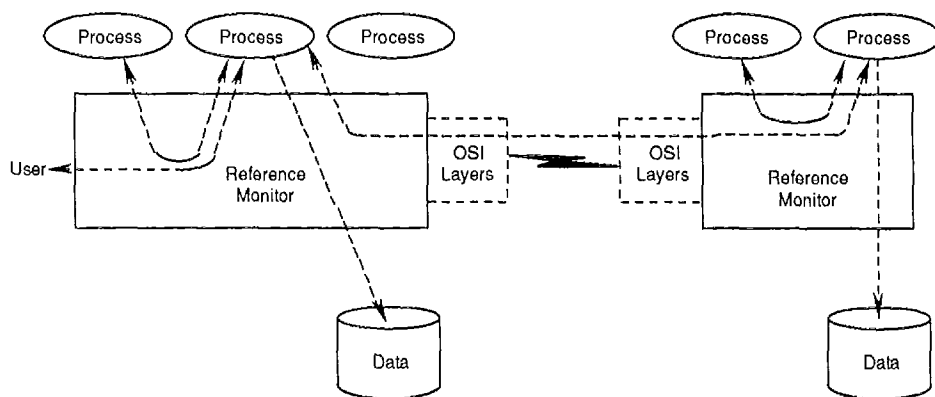 Process
Process
Process
Process
Process
User
Reference
Monitor
OSI
Layers
OSI
Layers
Reference
Monitor
Data
Data